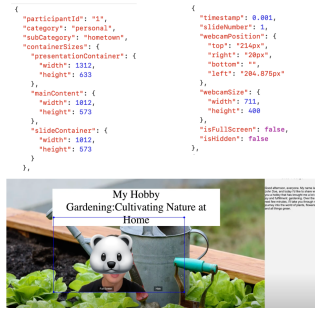 {
"participantId": "1",
"category": "personal",
"subCategory": "hometown",
"containerSizes": {
"presentationContainer": {
"width": 1312,
"height": 633
},
"mainContent": {
"width": 1012,
"height": 573
},
"slideContainer": {
"width": 1012,
"height": 573
}
},
{
"timestamp": 0.001,
"slideNumber": 1,
"webcamPosition": {
"top": "214px",
"right": "20px",
"bottom": "",
"left": "204.875px"
},
"webcamSize": {
"width": 711,
"height": 400
},
"isFullScreen": false,
"isHidden": false
},
My Hobby
Gardening:Cultivating Nature at
Home